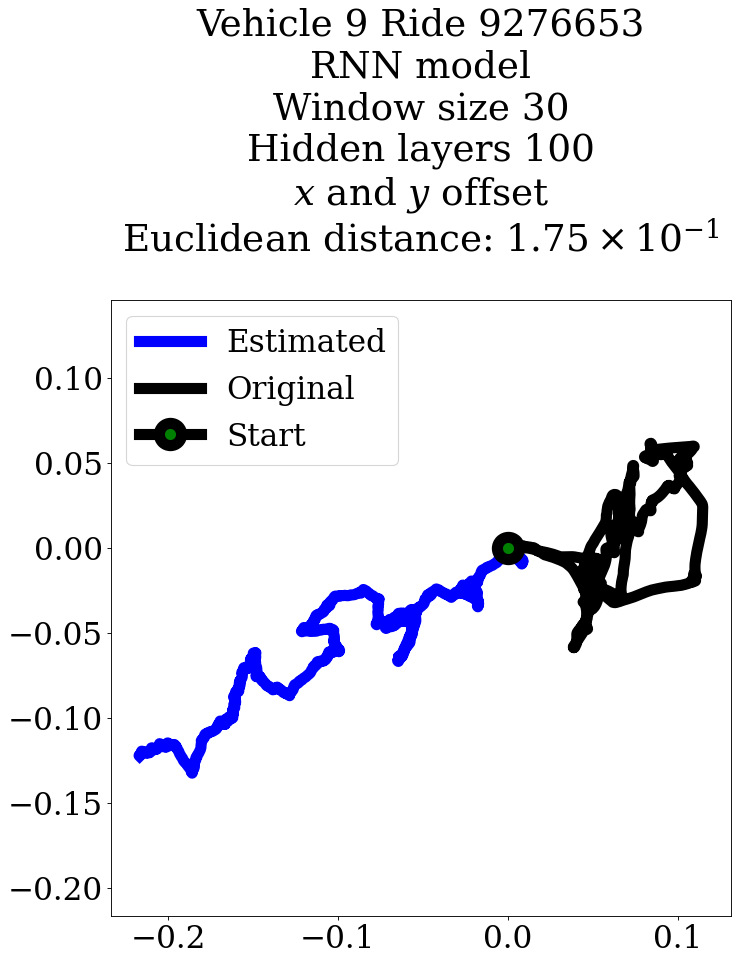 Vehicle 9 Ride 9276653
RNN model
Window size 30
Hidden layers 100
x and y offset
Euclidean distance: 1.75 × 10⁻¹
Estimated
Original
Start
0.10
0.05
0.00
−0.05
−0.10
−0.15
−0.20
−0.2 −0.1 0.0 0.1